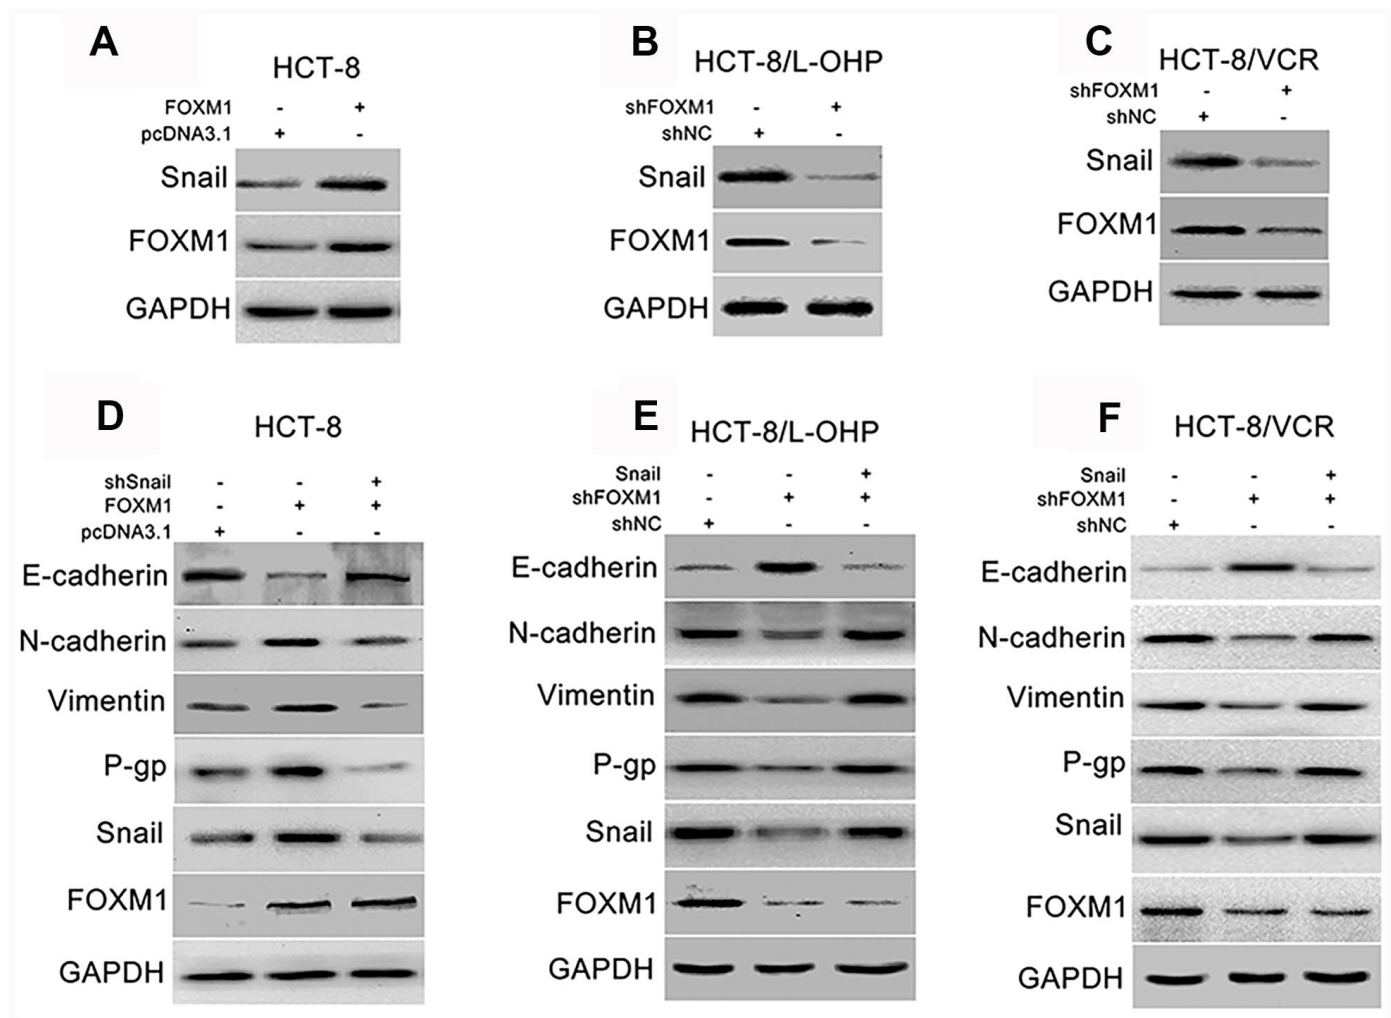 A
HCT-8
FOXM1 - +
pcDNA3.1 + -
Snail
FOXM1
GAPDH
B
HCT-8/L-OHP
shFOXM1 - +
shNC + -
Snail
FOXM1
GAPDH
C
HCT-8/VCR
shFOXM1 - +
shNC + -
Snail
FOXM1
GAPDH
D
HCT-8
shSnail - - +
FOXM1 - + +
pcDNA3.1 + - -
E-cadherin
N-cadherin
Vimentin
P-gp
Snail
FOXM1
GAPDH
E
HCT-8/L-OHP
Snail - - +
shFOXM1 - + +
shNC + - -
E-cadherin
N-cadherin
Vimentin
P-gp
Snail
FOXM1
GAPDH
F
HCT-8/VCR
Snail - - +
shFOXM1 - + +
shNC + - -
E-cadherin
N-cadherin
Vimentin
P-gp
Snail
FOXM1
GAPDH